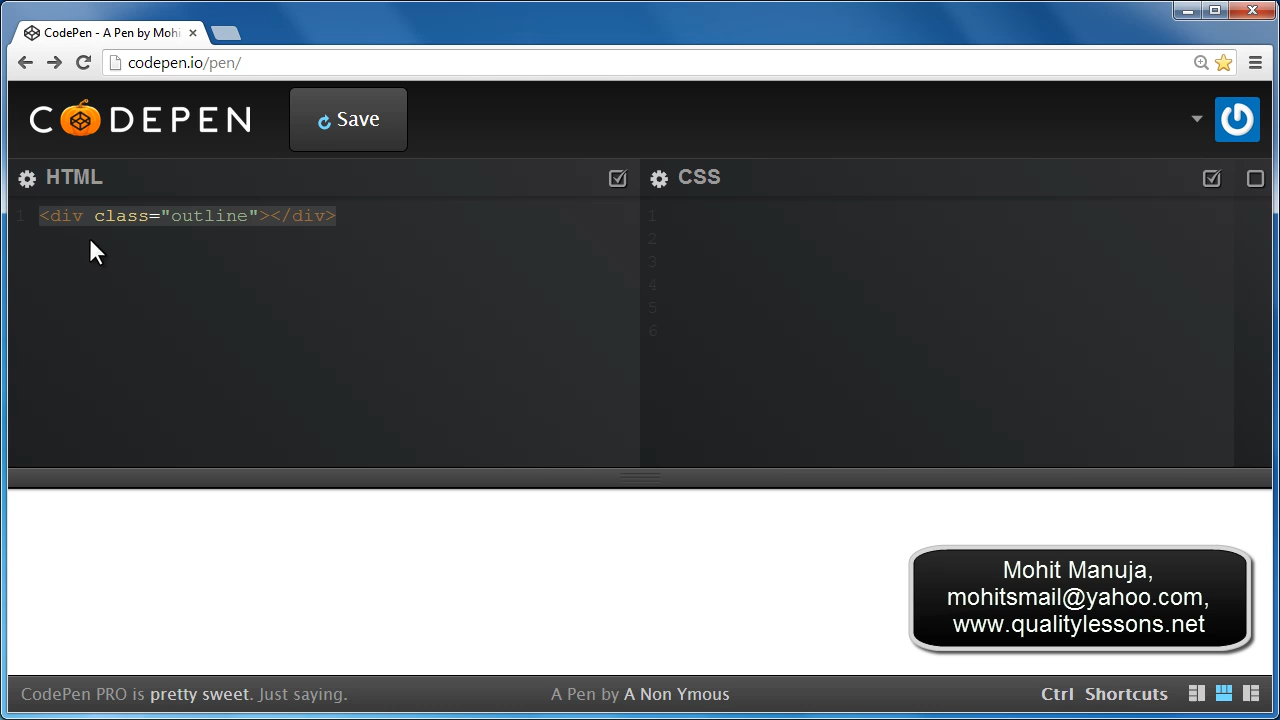 CodePen - A Pen by Mohi
codepen.io/pen/
CODEPEN
Save
HTML
CSS
1 <div class="outline"></div>
1
2
3
4
5
6
Mohit Manuja,
mohitsmail@yahoo.com,
www.qualitylessons.net
CodePen PRO is pretty sweet. Just saying.
A Pen by A Non Ymous
Ctrl Shortcuts